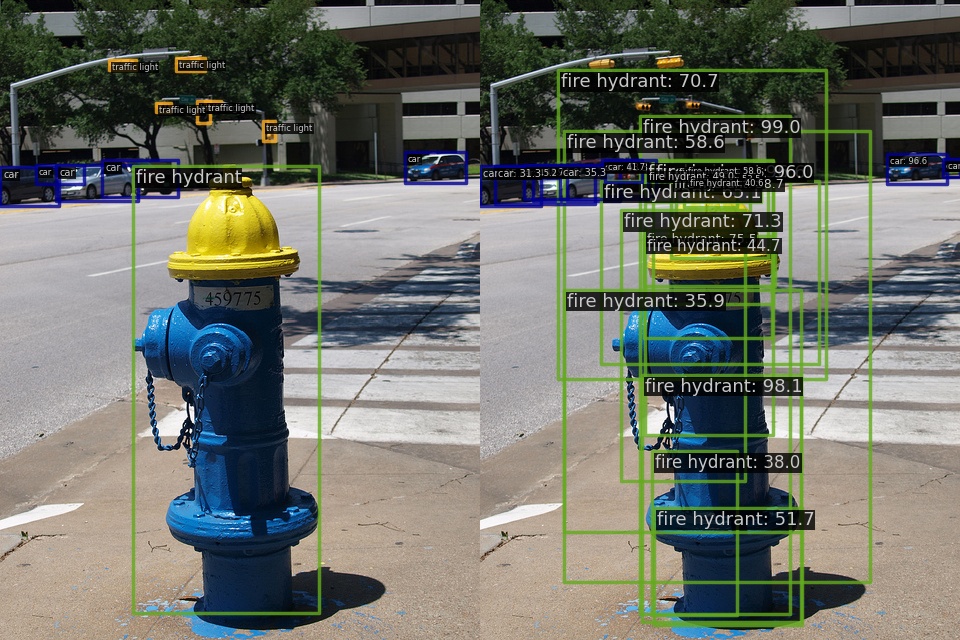 traffic light
traffic light
traffic light
traffic light
traffic light
car
car
car
car
car
fire hydrant
459775
fire hydrant: 70.7
fire hydrant: 99.0
fire hydrant: 58.6
car: 96.6
96.0
fire hydrant: 71.3
fire hydrant: 44.7
fire hydrant: 35.9
fire hydrant: 98.1
fire hydrant: 38.0
fire hydrant: 51.7